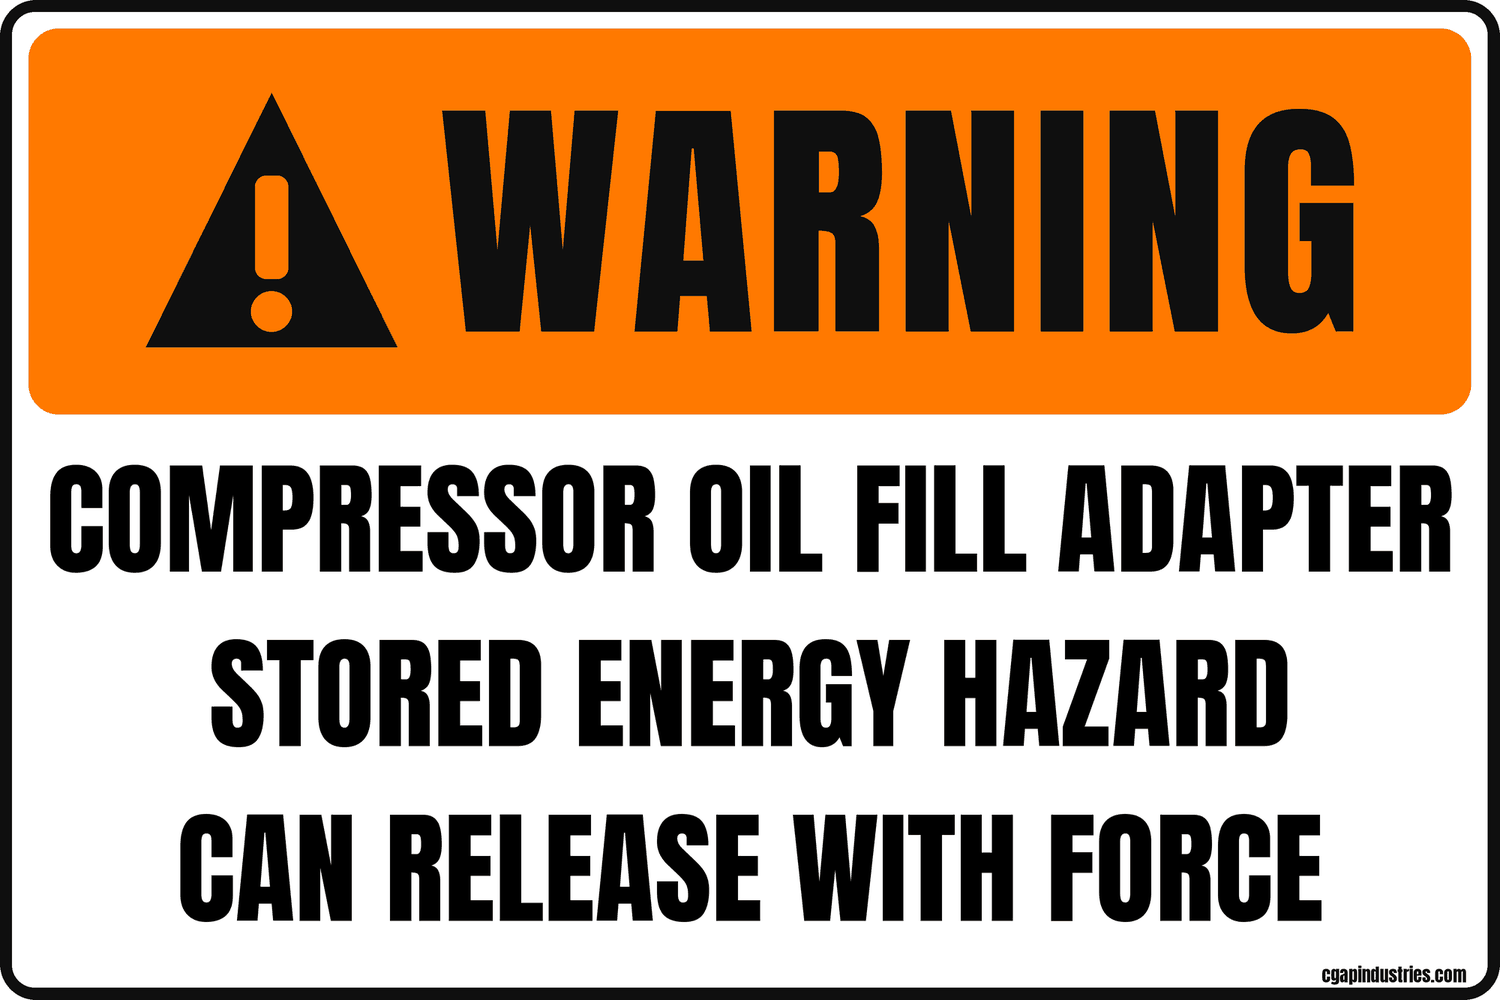 WARNING
COMPRESSOR OIL FILL ADAPTER
STORED ENERGY HAZARD
CAN RELEASE WITH FORCE
cgapindustries.com